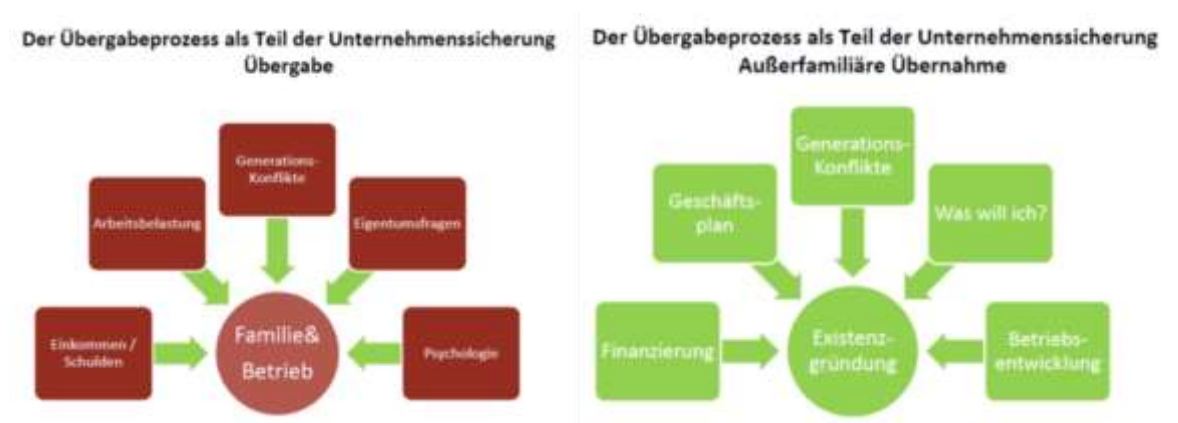 Der Übergabeprozess als Teil der Unternehmenssicherung
Übergabe
Generations-
Konflikte
Arbeitsbelastung
Eigentumsfragen
Einkommen /
Schulden
Familie&
Betrieb
Psychologie
Der Übergabeprozess als Teil der Unternehmenssicherung
Außerfamiliäre Übernahme
Generations-
Konflikte
Geschäfts-
plan
Was will ich?
Finanzierung
Existenz-
gründung
Betriebs-
entwicklung